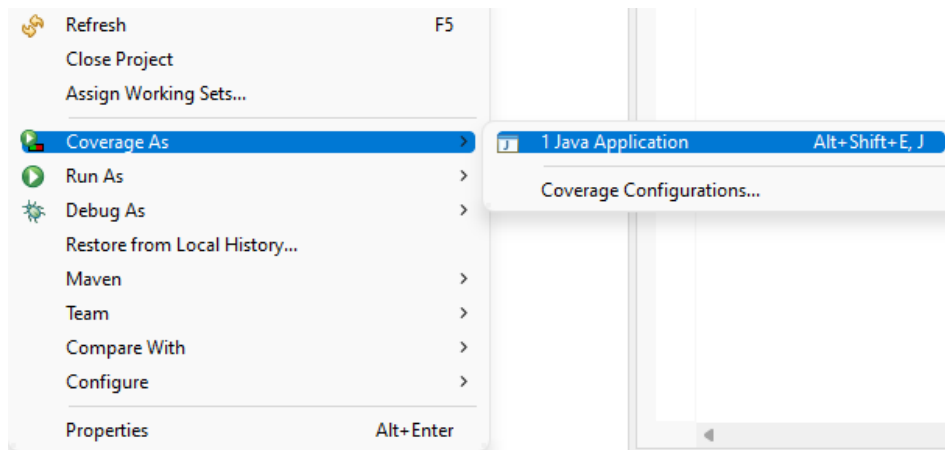 Refresh F5
Close Project
Assign Working Sets...
Coverage As
1 Java Application Alt+Shift+E, J
Run As
Coverage Configurations...
Debug As
Restore from Local History...
Maven
Team
Compare With
Configure
Properties Alt+Enter